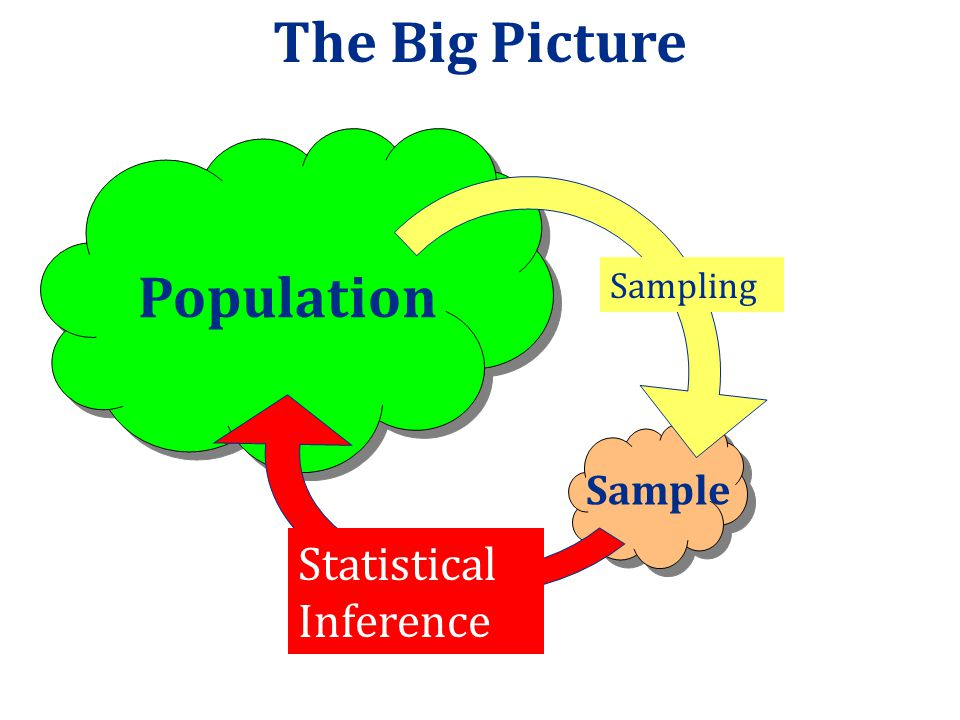 The Big Picture
Population
Sampling
Sample
Statistical
Inference